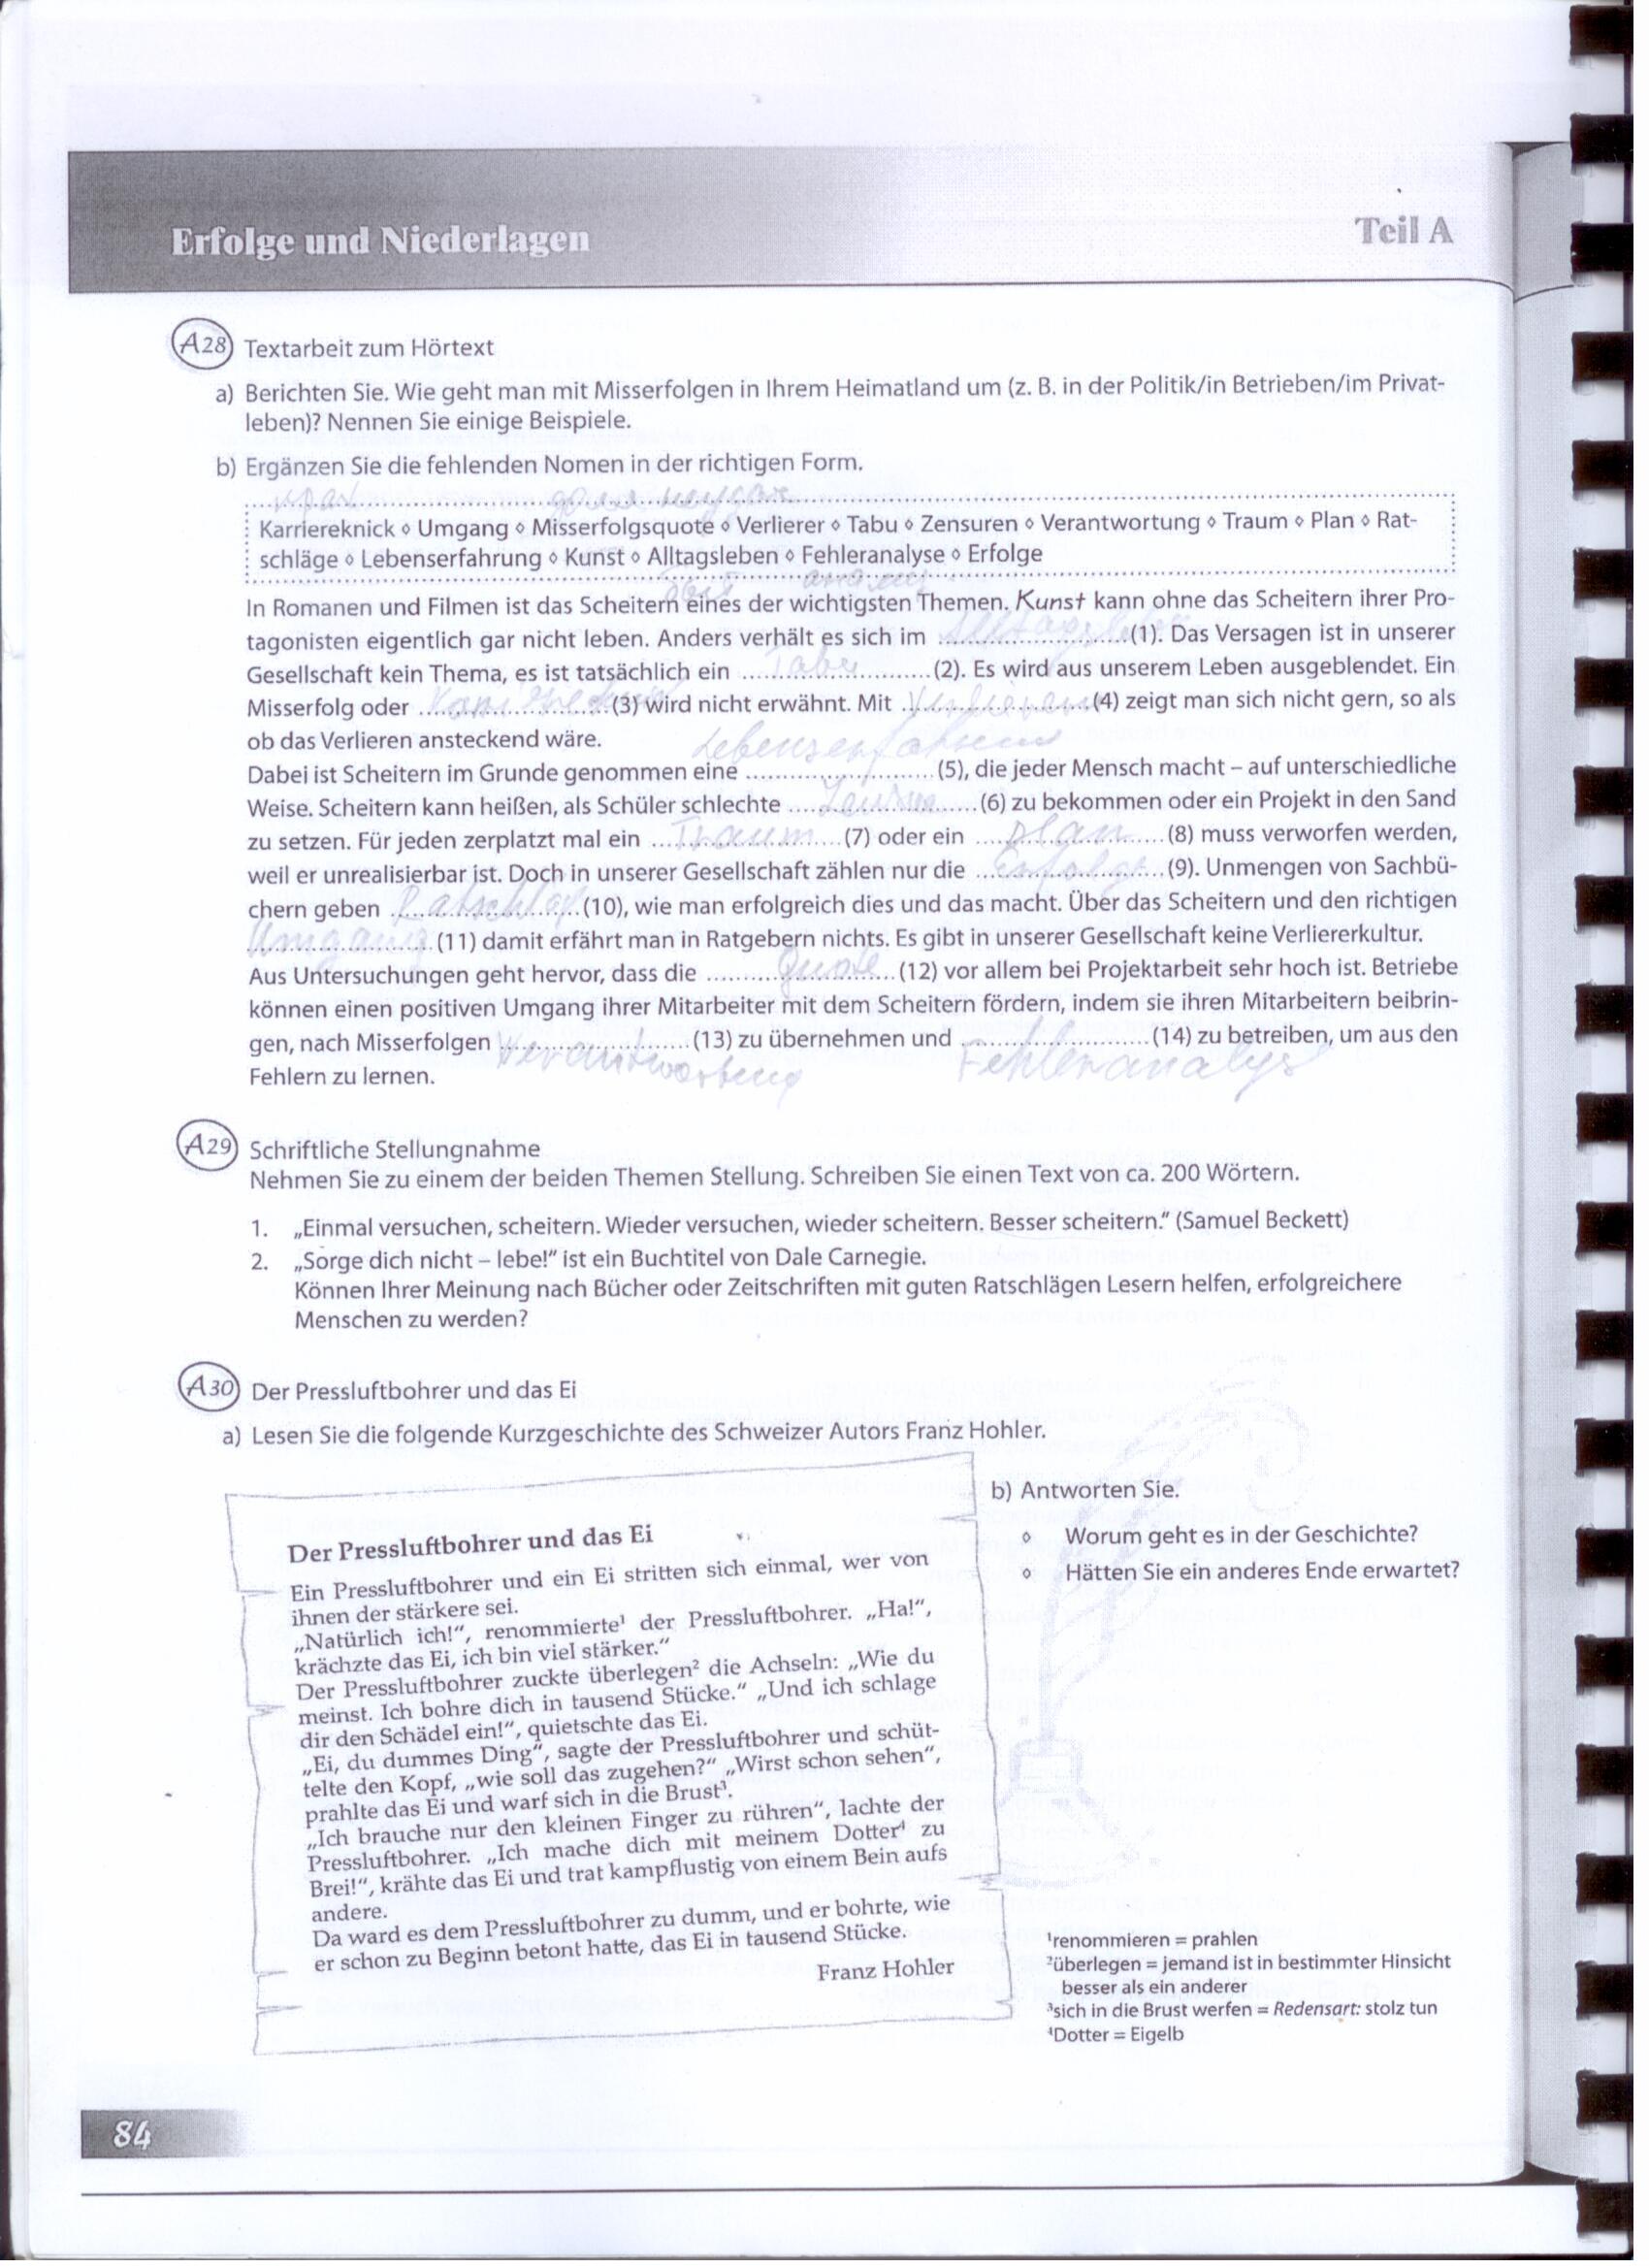 Erfolge und Niederlagen
Teil A
A28 Textarbeit zum Hörtext
a) Berichten Sie. Wie geht man mit Misserfolgen in Ihrem Heimatland um (z. B. in der Politik/in Betrieben/im Privat-
leben)? Nennen Sie einige Beispiele.
b) Ergänzen Sie die fehlenden Nomen in der richtigen Form.
Karriereknick ⋄ Umgang ⋄ Misserfolgsquote ⋄ Verlierer ⋄ Tabu ⋄ Zensuren ⋄ Verantwortung ⋄ Traum ⋄ Plan ⋄ Rat-
schläge ⋄ Lebenserfahrung ⋄ Kunst ⋄ Alltagsleben ⋄ Fehleranalyse ⋄ Erfolge
In Romanen und Filmen ist das Scheitern eines der wichtigsten Themen. Kunst kann ohne das Scheitern ihrer Pro-
tagonisten eigentlich gar nicht leben. Anders verhält es sich im Alltagsleben (1). Das Versagen ist in unserer
Gesellschaft kein Thema, es ist tatsächlich ein Tabu (2). Es wird aus unserem Leben ausgeblendet. Ein
Misserfolg oder (3) wird nicht erwähnt. Mit Verlierern (4) zeigt man sich nicht gern, so als
ob das Verlieren ansteckend wäre.
Dabei ist Scheitern im Grunde genommen eine Lebenserfahrung (5), die jeder Mensch macht – auf unterschiedliche
Weise. Scheitern kann heißen, als Schüler schlechte (6) zu bekommen oder ein Projekt in den Sand
zu setzen. Für jeden zerplatzt mal ein Traum (7) oder ein Plan (8) muss verworfen werden,
weil er unrealisierbar ist. Doch in unserer Gesellschaft zählen nur die Erfolge (9). Unmengen von Sachbü-
chern geben Ratschläg (10), wie man erfolgreich dies und das macht. Über das Scheitern und den richtigen
Umgang (11) damit erfährt man in Ratgebern nichts. Es gibt in unserer Gesellschaft keine Verliererkultur.
Aus Untersuchungen geht hervor, dass die Quote (12) vor allem bei Projektarbeit sehr hoch ist. Betriebe
können einen positiven Umgang ihrer Mitarbeiter mit dem Scheitern fördern, indem sie ihren Mitarbeitern beibrin-
gen, nach Misserfolgen Verantwortung (13) zu übernehmen und Fehleranalys (14) zu betreiben, um aus den
Fehlern zu lernen.
A29 Schriftliche Stellungnahme
Nehmen Sie zu einem der beiden Themen Stellung. Schreiben Sie einen Text von ca. 200 Wörtern.
1. „Einmal versuchen, scheitern. Wieder versuchen, wieder scheitern. Besser scheitern.“ (Samuel Beckett)
2. „Sorge dich nicht – lebe!“ ist ein Buchtitel von Dale Carnegie.
Können Ihrer Meinung nach Bücher oder Zeitschriften mit guten Ratschlägen Lesern helfen, erfolgreichere
Menschen zu werden?
A30 Der Pressluftbohrer und das Ei
a) Lesen Sie die folgende Kurzgeschichte des Schweizer Autors Franz Hohler.
Der Pressluftbohrer und das Ei
Ein Pressluftbohrer und ein Ei stritten sich einmal, wer von
ihnen der stärkere sei.
„Natürlich ich!“, renommierte¹ der Pressluftbohrer. „Ha!“,
krächzte das Ei, ich bin viel stärker.“
Der Pressluftbohrer zuckte überlegen² die Achseln: „Wie du
meinst. Ich bohre dich in tausend Stücke.“ „Und ich schlage
dir den Schädel ein!“, quietschte das Ei.
„Ei, du dummes Ding“, sagte der Pressluftbohrer und schüt-
telte den Kopf, „wie soll das zugehen?“ „Wirst schon sehen“,
prahlte das Ei und warf sich in die Brust³.
„Ich brauche nur den kleinen Finger zu rühren“, lachte der
Pressluftbohrer. „Ich mache dich mit meinem Dotter⁴ zu
Brei!“, krähte das Ei und trat kampflustig von einem Bein aufs
andere.
Da ward es dem Pressluftbohrer zu dumm, und er bohrte, wie
er schon zu Beginn betont hatte, das Ei in tausend Stücke.
Franz Hohler
b) Antworten Sie.
⋄ Worum geht es in der Geschichte?
⋄ Hätten Sie ein anderes Ende erwartet?
¹renommieren = prahlen
²überlegen = jemand ist in bestimmter Hinsicht
besser als ein anderer
³sich in die Brust werfen = Redensart: stolz tun
⁴Dotter = Eigelb
84